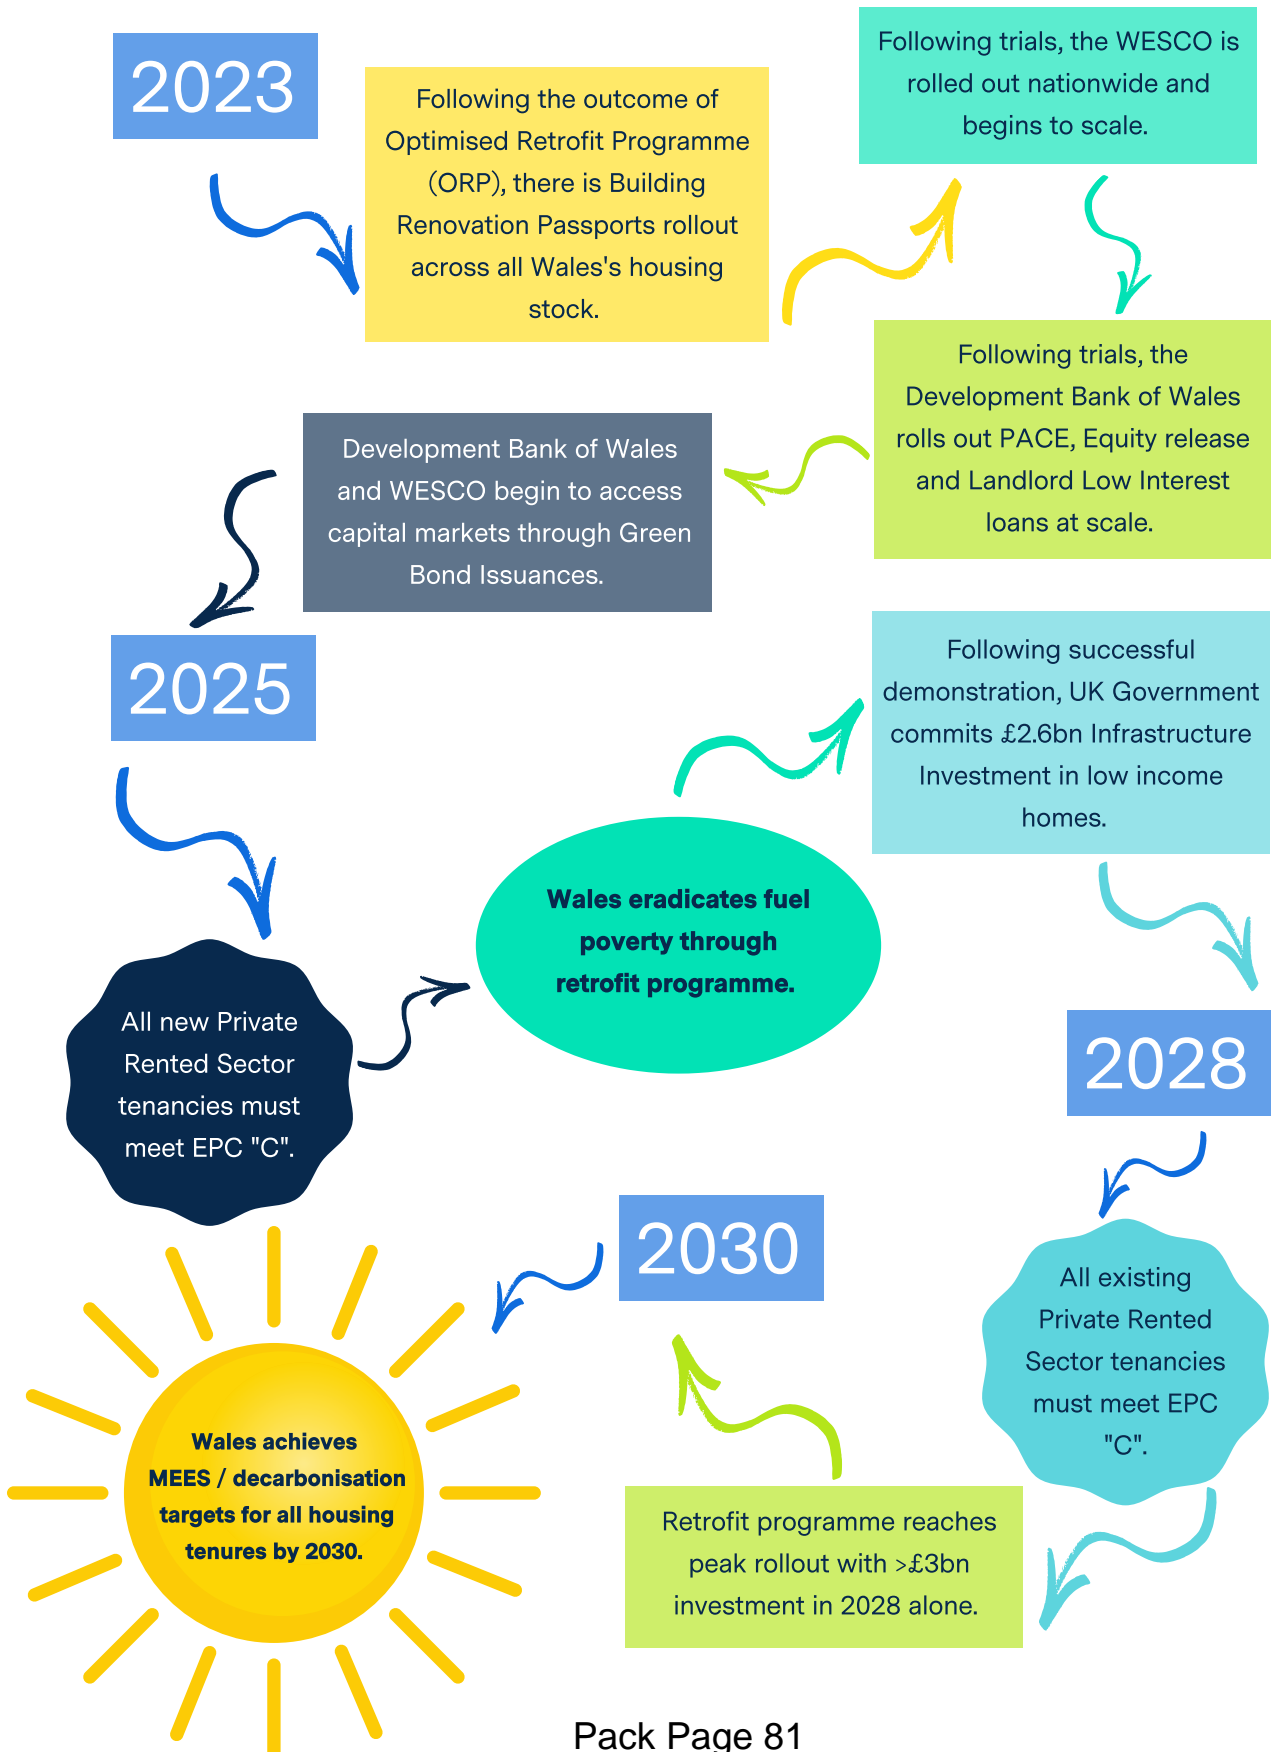 2023
Following the outcome of
Optimised Retrofit Programme
(ORP), there is Building
Renovation Passports rollout
across all Wales's housing
stock.
Following trials, the WESCO is
rolled out nationwide and
begins to scale.
Following trials, the
Development Bank of Wales
rolls out PACE, Equity release
and Landlord Low Interest
loans at scale.
Development Bank of Wales
and WESCO begin to access
capital markets through Green
Bond Issuances.
2025
All new Private
Rented Sector
tenancies must
meet EPC "C".
Wales eradicates fuel
poverty through
retrofit programme.
Following successful
demonstration, UK Government
commits £2.6bn Infrastructure
Investment in low income
homes.
2028
All existing
Private Rented
Sector tenancies
must meet EPC
"C".
Retrofit programme reaches
peak rollout with >£3bn
investment in 2028 alone.
2030
Wales achieves
MEES / decarbonisation
targets for all housing
tenures by 2030.
Pack Page 81